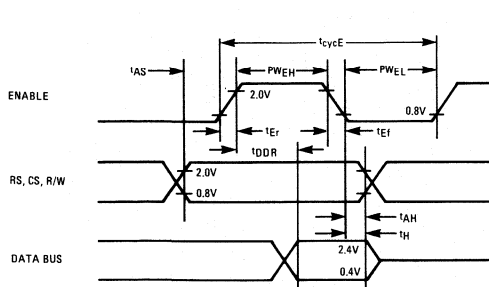 tcycE
tAS
PWEH
PWEL
ENABLE
2.0V
0.8V
tEr
tEf
tDDR
RS, CS, R/W
2.0V
0.8V
tAH
tH
DATA BUS
2.4V
0.4V